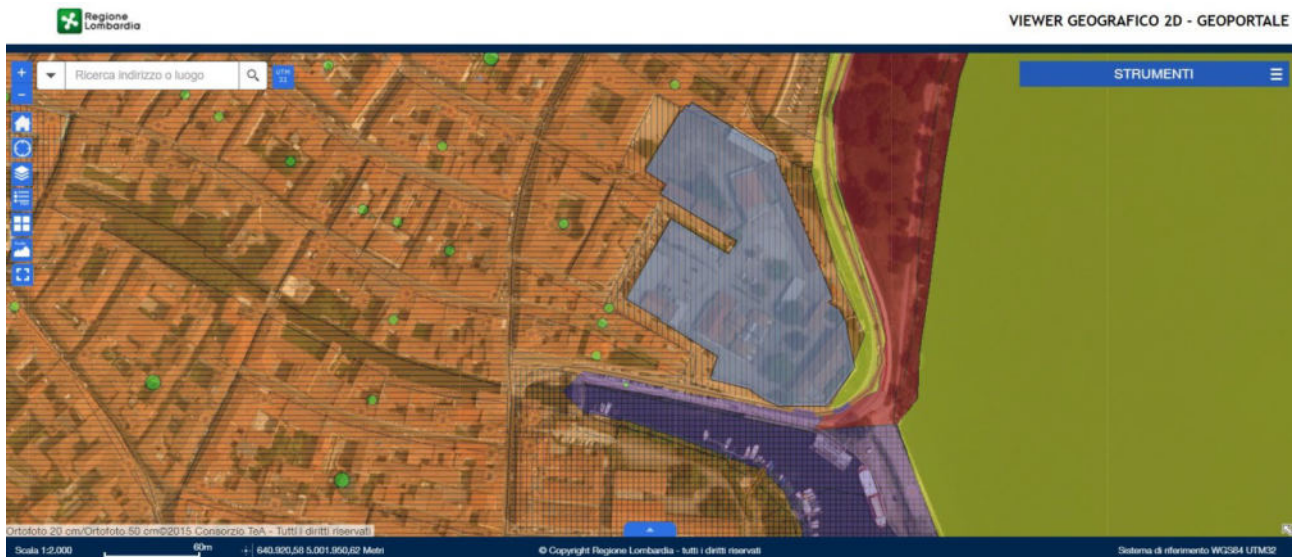 Regione
Lombardia
VIEWER GEOGRAFICO 2D - GEOPORTALE
+
Ricerca indirizzo o luogo
UTM
32
STRUMENTI
-
Ortofoto 20 cm/Ortofoto 50 cm©2015 Consorzio TeA - Tutti i diritti riservati
Scala 1:2.000
60m
640.920,58 5.001.950,62 Metri
© Copyright Regione Lombardia - tutti i diritti riservati
Sistema di riferimento WGS84 UTM32